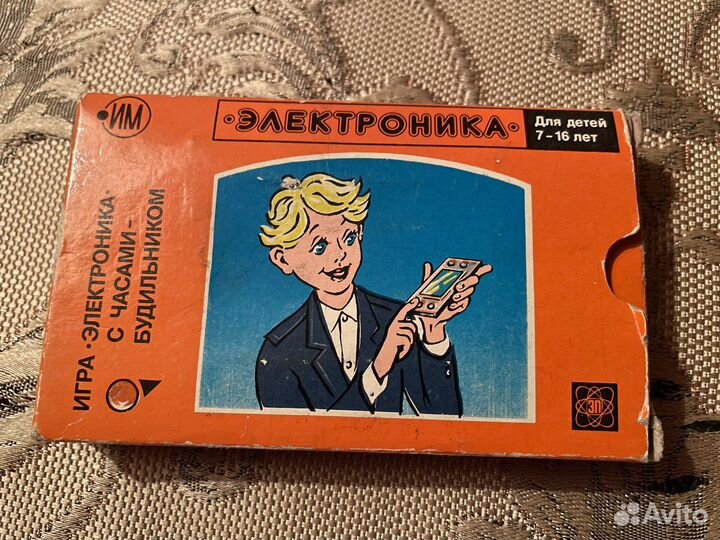 •ИМ
•ЭЛЕКТРОНИКА•
Для детей
7-16 лет
ИГРА •ЭЛЕКТРОНИКА•
С ЧАСАМИ-
БУДИЛЬНИКОМ
ЭП
Avito